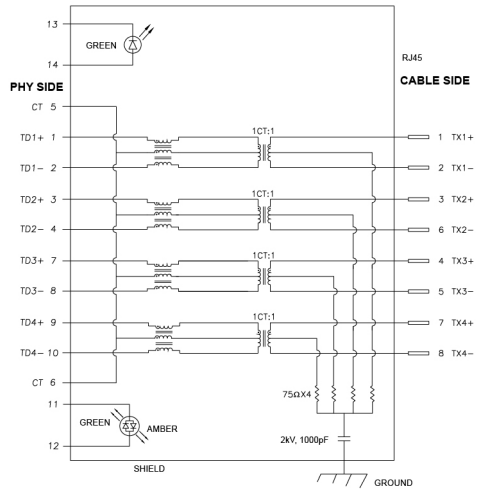 13
GREEN
14
RJ45
PHY SIDE
CABLE SIDE
CT 5
1CT:1
TD1+ 1
1 TX1+
TD1- 2
2 TX1-
1CT:1
TD2+ 3
3 TX2+
TD2- 4
6 TX2-
1CT:1
TD3+ 7
4 TX3+
TD3- 8
5 TX3-
1CT:1
TD4+ 9
7 TX4+
TD4- 10
8 TX4-
CT 6
75ΩX4
11
GREEN
AMBER
2kV, 1000pF
12
SHIELD
GROUND